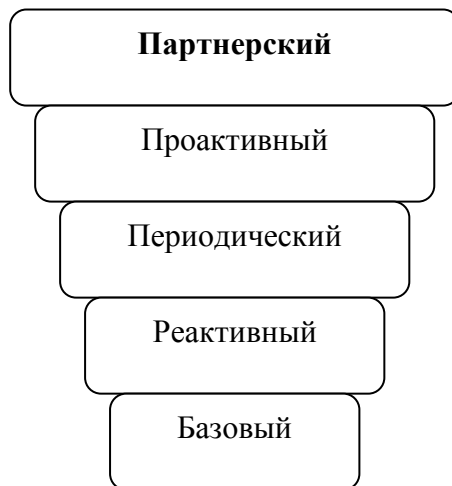 Партнерский
Проактивный
Периодический
Реактивный
Базовый